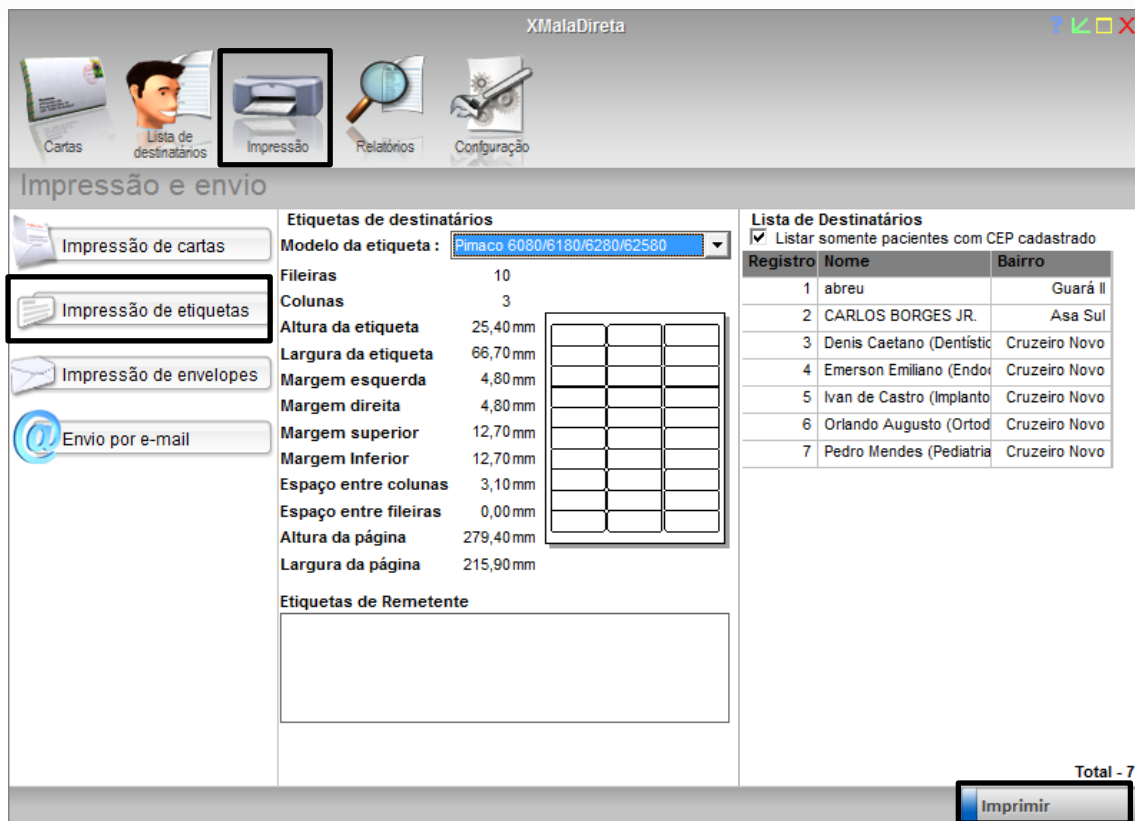 XMalaDireta
Cartas
Lista de destinatários
Impressão
Relatórios
Confguração
Impressão e envio
Impressão de cartas
Impressão de etiquetas
Impressão de envelopes
Envio por e-mail
Etiquetas de destinatários
Modelo da etiqueta : Pimaco 6080/6180/6280/62580
Fileiras 10
Colunas 3
Altura da etiqueta 25,40 mm
Largura da etiqueta 66,70 mm
Margem esquerda 4,80 mm
Margem direita 4,80 mm
Margem superior 12,70 mm
Margem Inferior 12,70 mm
Espaço entre colunas 3,10 mm
Espaço entre fileiras 0,00 mm
Altura da página 279,40 mm
Largura da página 215,90 mm
Etiquetas de Remetente
Lista de Destinatários
Listar somente pacientes com CEP cadastrado
Registro Nome Bairro
1 abreu Guará II
2 CARLOS BORGES JR. Asa Sul
3 Denis Caetano (Dentístic Cruzeiro Novo
4 Emerson Emiliano (Endo Cruzeiro Novo
5 Ivan de Castro (Implanto Cruzeiro Novo
6 Orlando Augusto (Ortod Cruzeiro Novo
7 Pedro Mendes (Pediatria Cruzeiro Novo
Total - 7
Imprimir